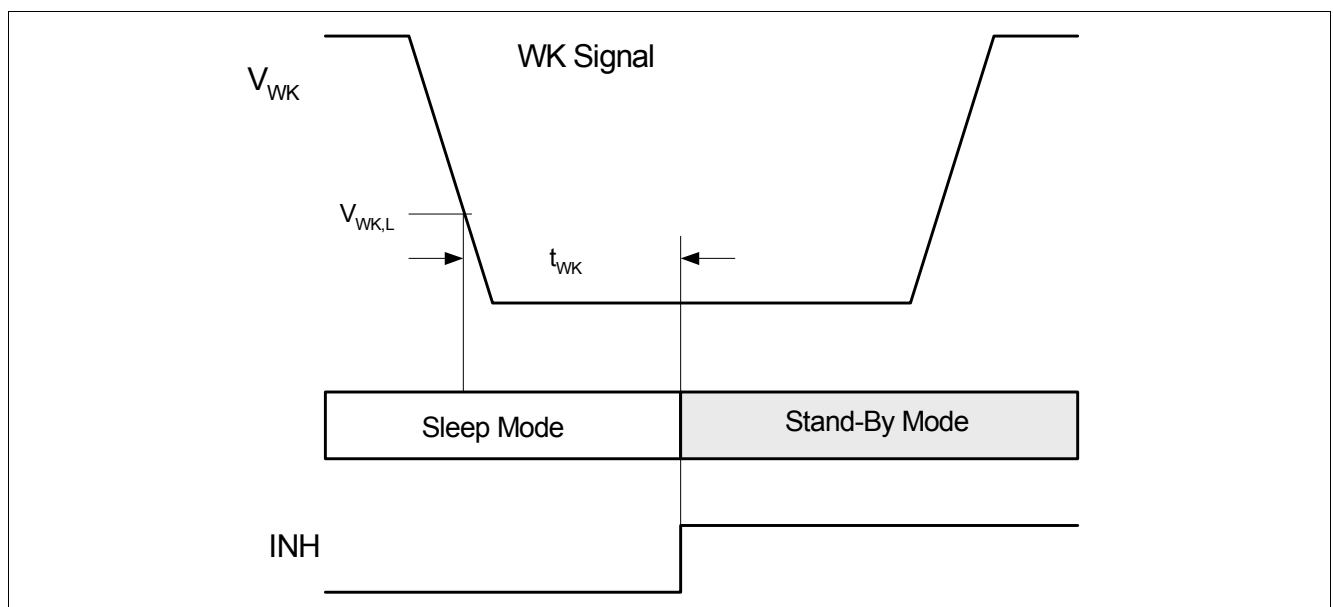 WK Signal
V_WK
V_WK,L
t_WK
Sleep Mode
Stand-By Mode
INH